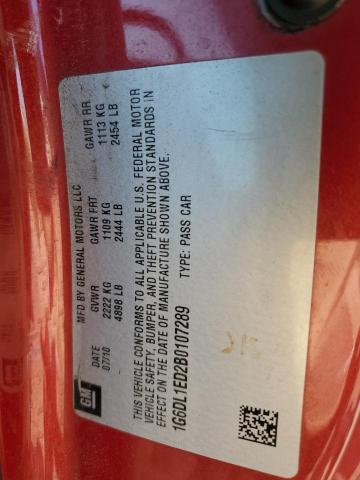 GM
MFD BY GENERAL MOTORS LLC
DATE GVWR GAWR FRT GAWR RR
07/10 2222 KG 1109 KG 1113 KG
4898 LB 2444 LB 2454 LB
THIS VEHICLE CONFORMS TO ALL APPLICABLE U.S. FEDERAL MOTOR
VEHICLE SAFETY, BUMPER, AND THEFT PREVENTION STANDARDS IN
EFFECT ON THE DATE OF MANUFACTURE SHOWN ABOVE.
1G6DL1ED2B0107289 TYPE: PASS CAR